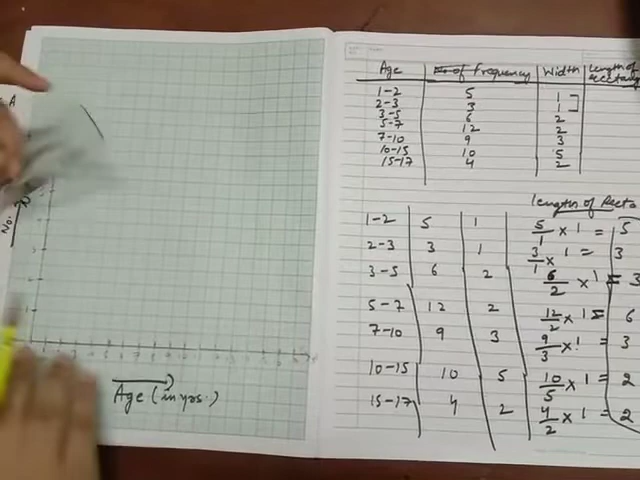 Age (in yrs.)
No.
Age of Frequency Width Length of
1-2 5 1
2-3 3 1
3-5 6 2
5-7 12 2
7-10 9 3
10-15 10 5
15-17 4 2
length of Recta
1-2 5 1 5/1 x 1 = 5
2-3 3 1 3/1 x 1 = 3
3-5 6 2 6/2 x 1 = 3
5-7 12 2 12/2 x 1 = 6
7-10 9 3 9/3 x 1 = 3
10-15 10 5 10/5 x 1 = 2
15-17 4 2 4/2 x 1 = 2